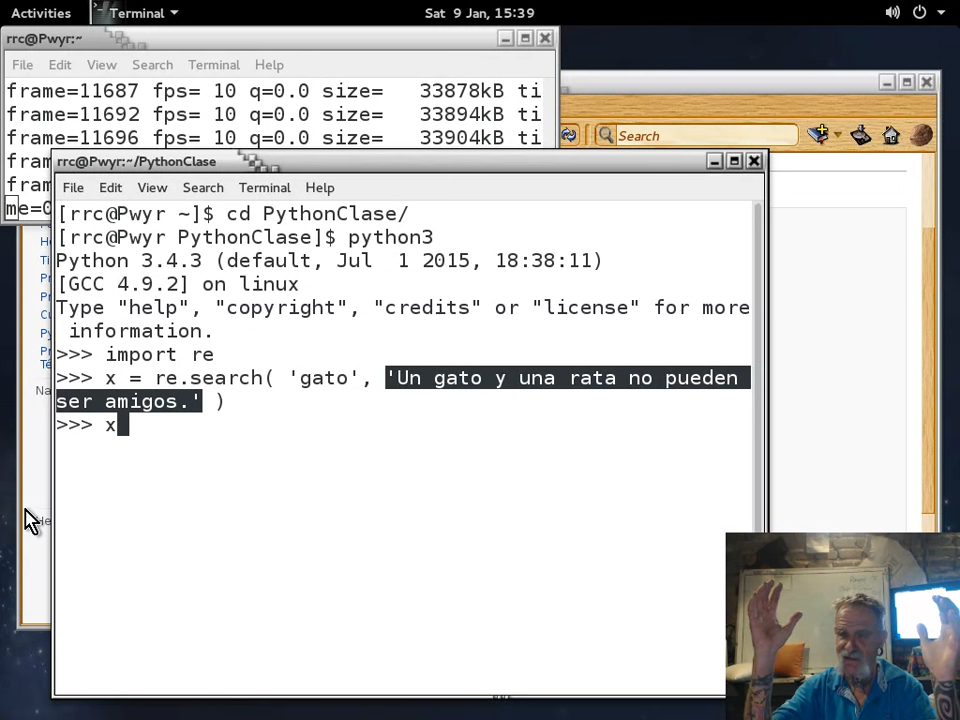 Activities Terminal Sat 9 Jan, 15:39
rrc@Pwyr:~
File Edit View Search Terminal Help
frame=11687 fps= 10 q=0.0 size= 33878kB ti
frame=11692 fps= 10 q=0.0 size= 33894kB ti
frame=11696 fps= 10 q=0.0 size= 33904kB ti
fram
fram
me=0
Search
rrc@Pwyr:~/PythonClase
File Edit View Search Terminal Help
[rrc@Pwyr ~]$ cd PythonClase/
[rrc@Pwyr PythonClase]$ python3
Python 3.4.3 (default, Jul 1 2015, 18:38:11)
[GCC 4.9.2] on linux
Type "help", "copyright", "credits" or "license" for more
information.
>>> import re
>>> x = re.search( 'gato', 'Un gato y una rata no pueden
ser amigos.' )
>>> x